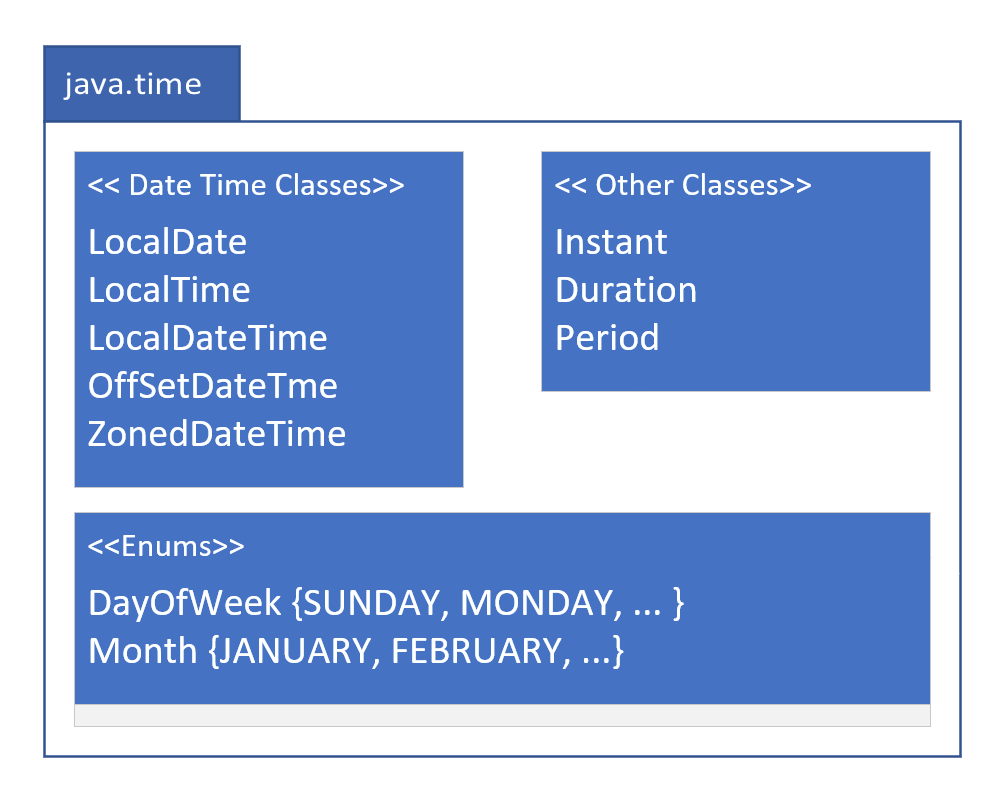 java.time
<< Date Time Classes>>
LocalDate
LocalTime
LocalDateTime
OffSetDateTme
ZonedDateTime
<< Other Classes>>
Instant
Duration
Period
<<Enums>>
DayOfWeek {SUNDAY, MONDAY, ... }
Month {JANUARY, FEBRUARY, ...}